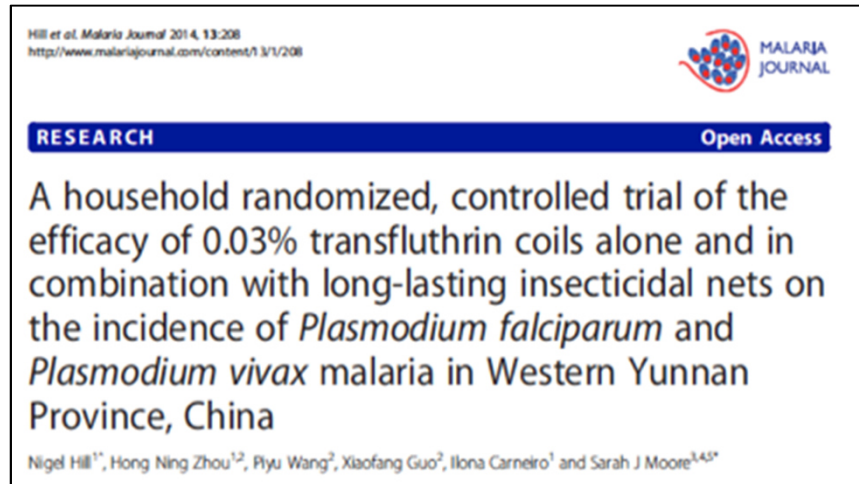 Hill et al. Malaria Journal 2014, 13:208
http://www.malariajournal.com/content/13/1/208
MALARIA
JOURNAL
RESEARCH
Open Access
A household randomized, controlled trial of the
efficacy of 0.03% transfluthrin coils alone and in
combination with long-lasting insecticidal nets on
the incidence of Plasmodium falciparum and
Plasmodium vivax malaria in Western Yunnan
Province, China
Nigel Hill1*, Hong Ning Zhou1,2, Piyu Wang2, Xiaofang Guo2, Ilona Carneiro1 and Sarah J Moore3,4,5*